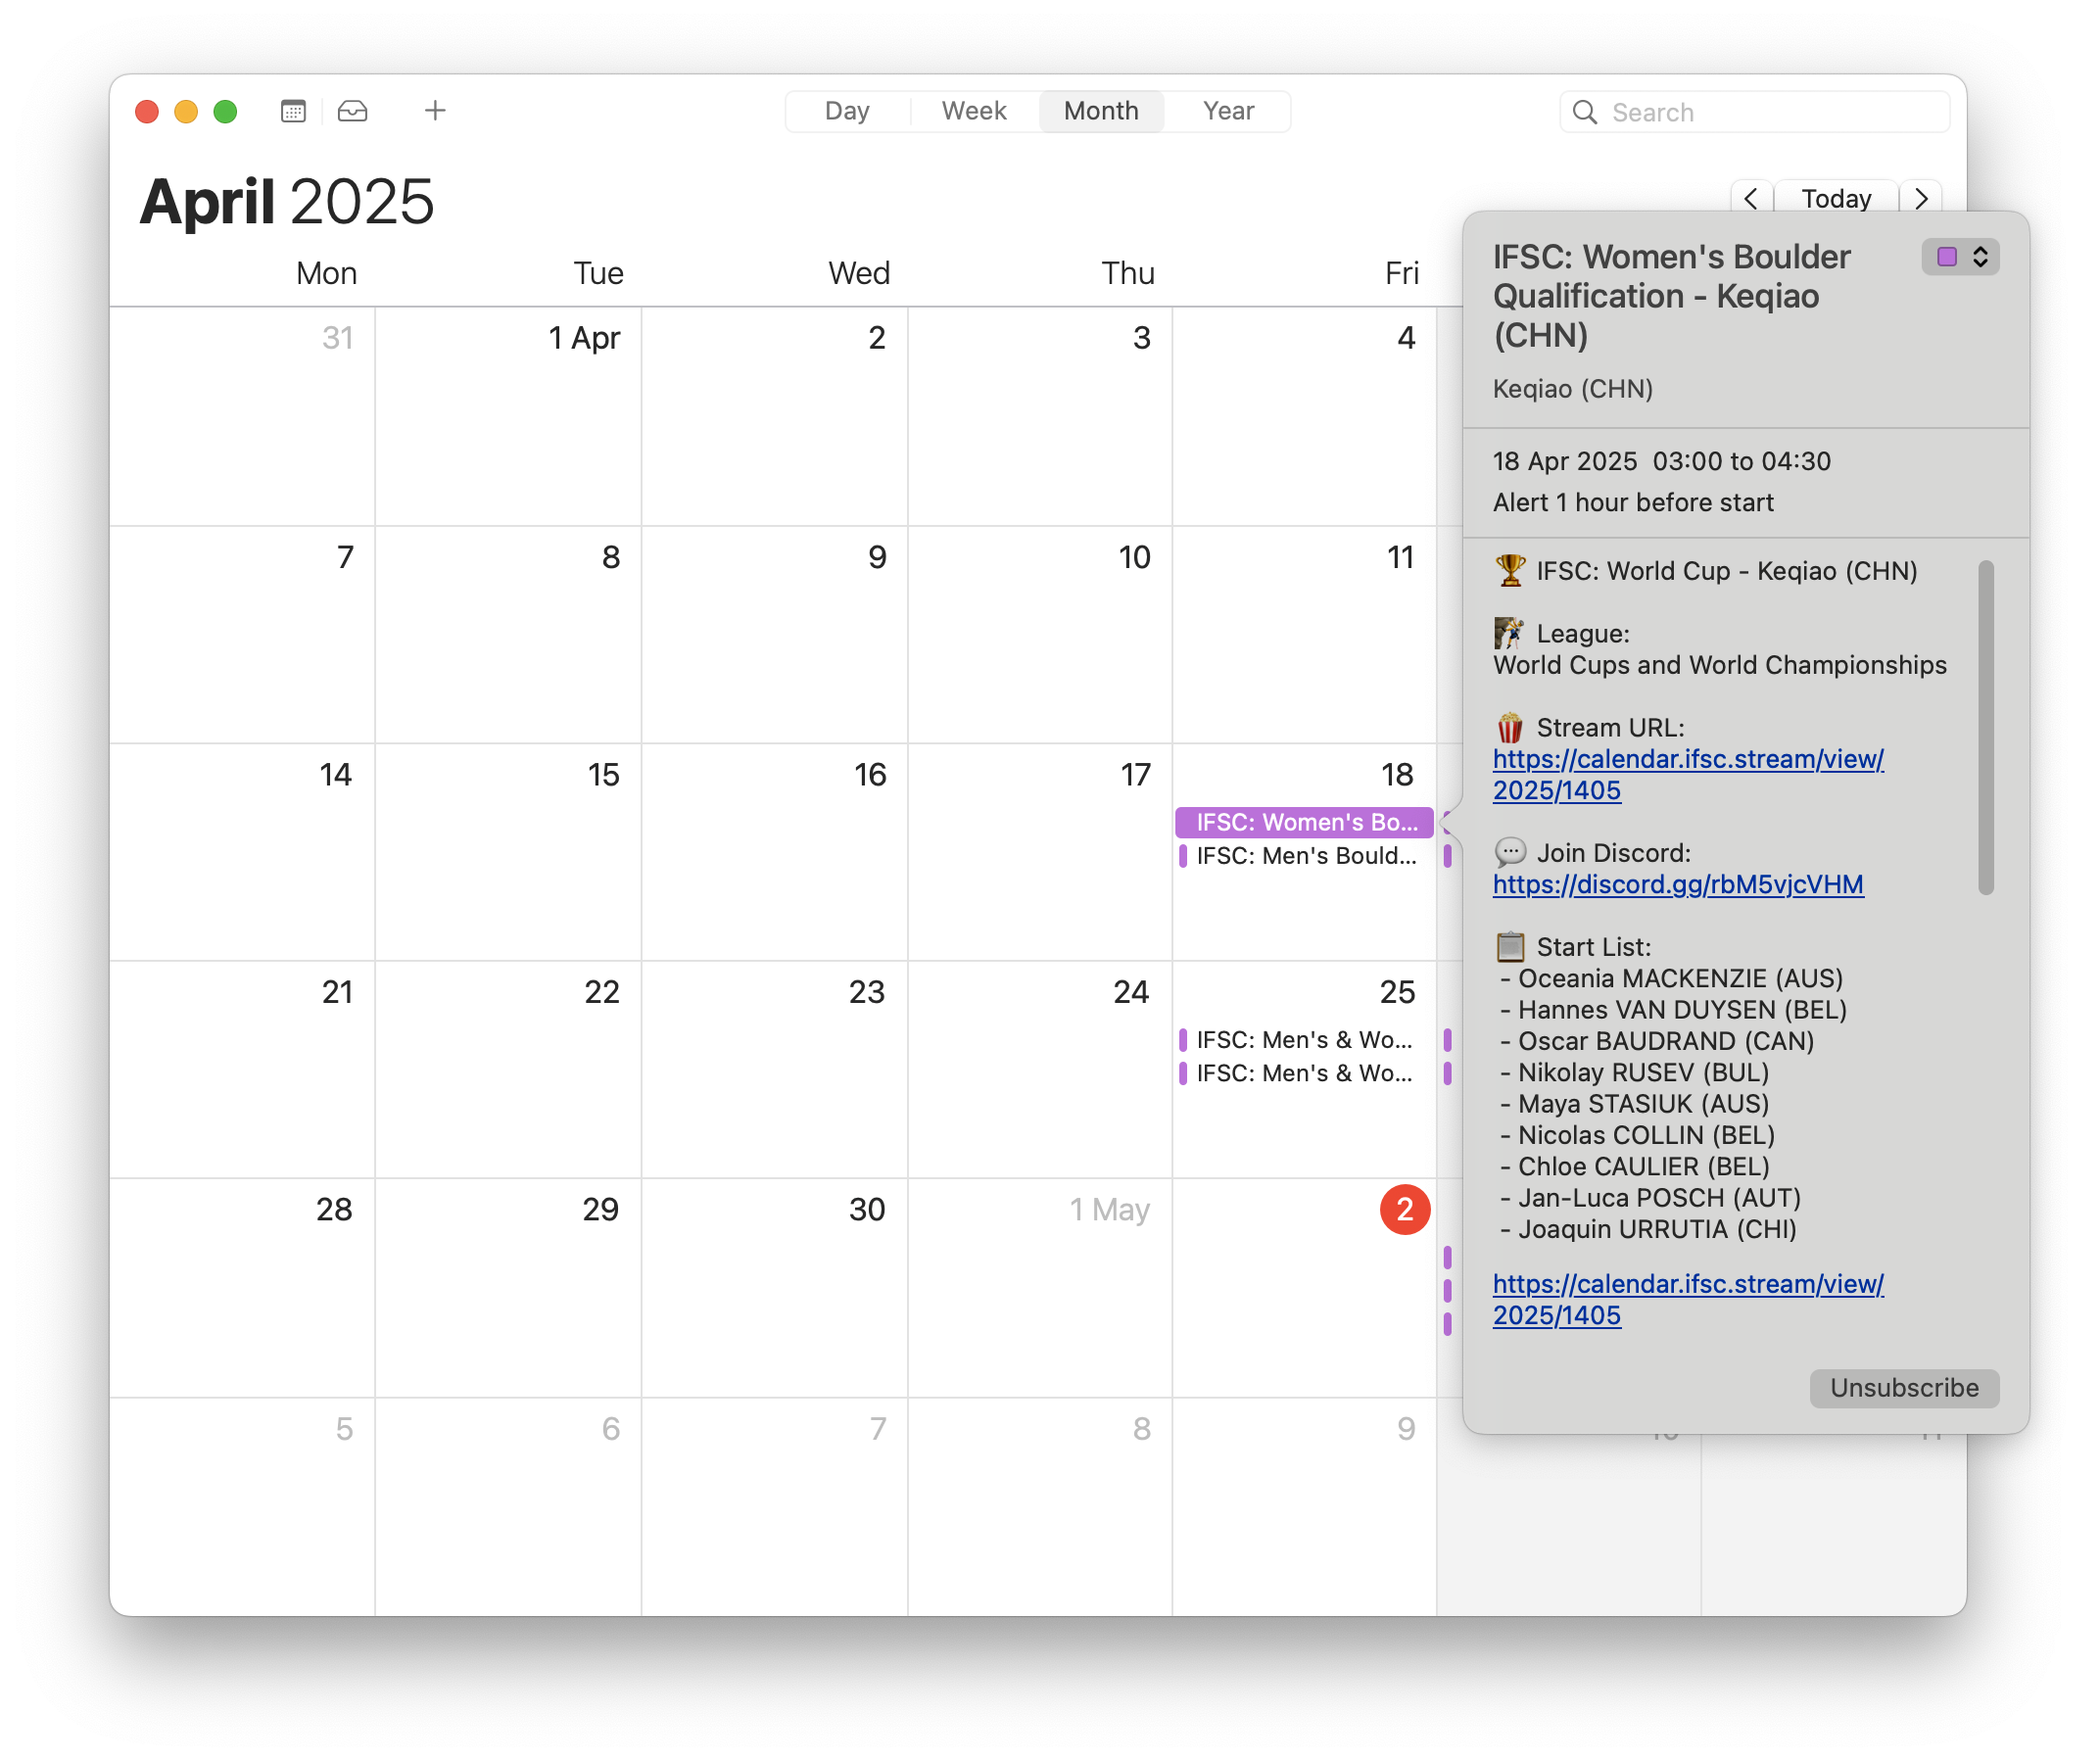 Day Week Month Year
Search
April 2025
Today
Mon Tue Wed Thu Fri
31 1 Apr 2 3 4
7 8 9 10 11
14 15 16 17 18
IFSC: Women's Bo...
IFSC: Men's Bould...
21 22 23 24 25
IFSC: Men's & Wo...
IFSC: Men's & Wo...
28 29 30 1 May 2
5 6 7 8 9
IFSC: Women's Boulder
Qualification - Keqiao
(CHN)
Keqiao (CHN)
18 Apr 2025 03:00 to 04:30
Alert 1 hour before start
🏆 IFSC: World Cup - Keqiao (CHN)
🧗 League:
World Cups and World Championships
🍿 Stream URL:
https://calendar.ifsc.stream/view/
2025/1405
💬 Join Discord:
https://discord.gg/rbM5vjcVHM
📋 Start List:
- Oceania MACKENZIE (AUS)
- Hannes VAN DUYSEN (BEL)
- Oscar BAUDRAND (CAN)
- Nikolay RUSEV (BUL)
- Maya STASIUK (AUS)
- Nicolas COLLIN (BEL)
- Chloe CAULIER (BEL)
- Jan-Luca POSCH (AUT)
- Joaquin URRUTIA (CHI)
https://calendar.ifsc.stream/view/
2025/1405
Unsubscribe